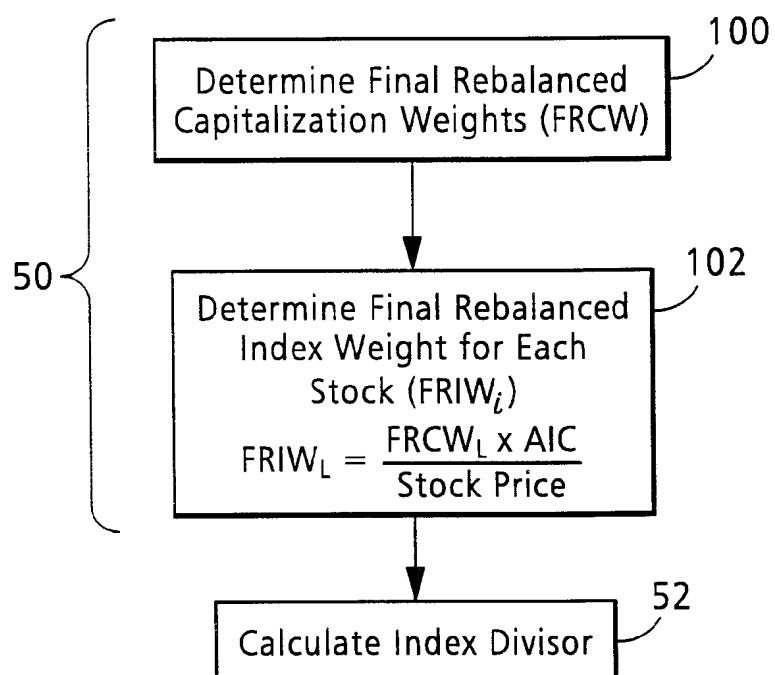 100
Determine Final Rebalanced
Capitalization Weights (FRCW)
50
102
Determine Final Rebalanced
Index Weight for Each
Stock (FRIWi)
FRIWL = FRCWL x AIC
Stock Price
52
Calculate Index Divisor